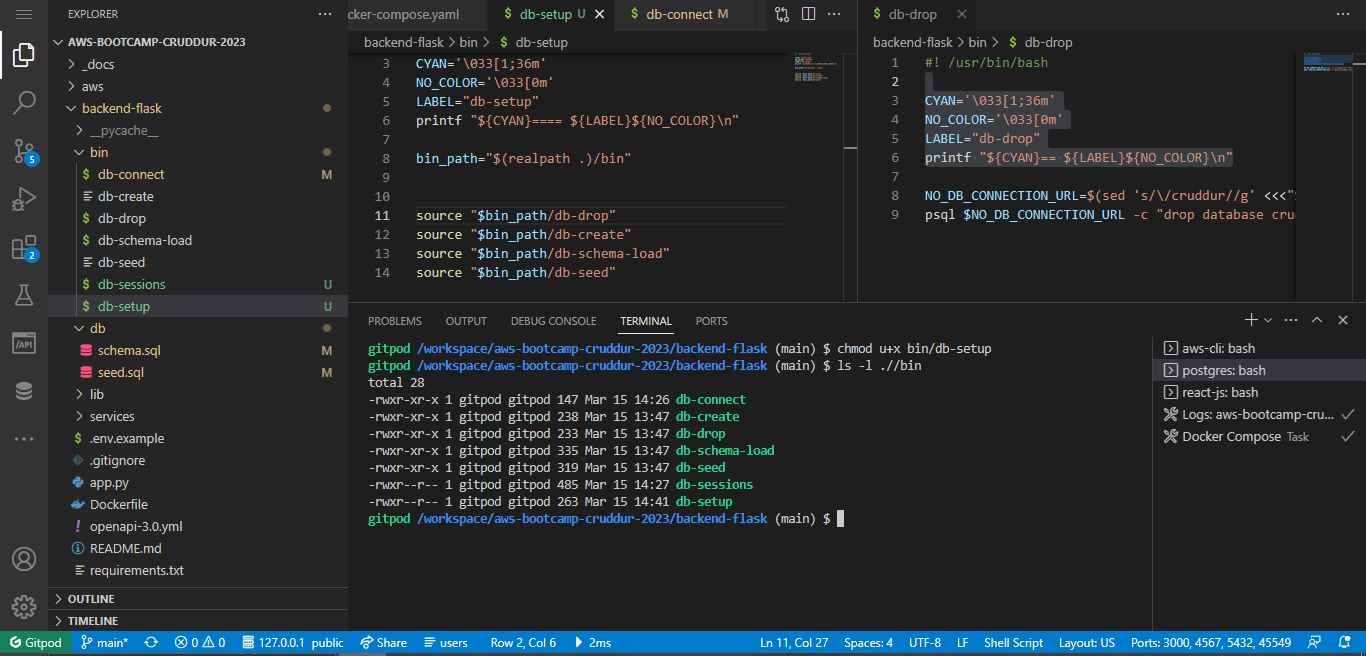 EXPLORER
AWS-BOOTCAMP-CRUDDUR-2023
_docs
aws
backend-flask
__pycache__
bin
db-connect M
db-create
db-drop
db-schema-load
db-seed
db-sessions U
db-setup U
db
schema.sql M
seed.sql M
lib
services
.env.example
.gitignore
app.py
Dockerfile
openapi-3.0.yml
README.md
requirements.txt
OUTLINE
TIMELINE
5
2
/API
cker-compose.yaml
$ db-setup U
$ db-connect M
backend-flask > bin > $ db-setup
3 CYAN='\033[1;36m'
4 NO_COLOR='\033[0m'
5 LABEL="db-setup"
6 printf "${CYAN}==== ${LABEL}${NO_COLOR}\n"
7
8 bin_path="$(realpath .)/bin"
9
10
11 source "$bin_path/db-drop"
12 source "$bin_path/db-create"
13 source "$bin_path/db-schema-load"
14 source "$bin_path/db-seed"
$ db-drop
backend-flask > bin > $ db-drop
1 #! /usr/bin/bash
2
3 CYAN='\033[1;36m'
4 NO_COLOR='\033[0m'
5 LABEL="db-drop"
6 printf "${CYAN}== ${LABEL}${NO_COLOR}\n"
7
8 NO_DB_CONNECTION_URL=$(sed 's/\/cruddur//g' <<<"
9 psql $NO_DB_CONNECTION_URL -c "drop database cru
PROBLEMS OUTPUT DEBUG CONSOLE TERMINAL PORTS
gitpod /workspace/aws-bootcamp-cruddur-2023/backend-flask (main) $ chmod u+x bin/db-setup
gitpod /workspace/aws-bootcamp-cruddur-2023/backend-flask (main) $ ls -l .//bin
total 28
-rwxr-xr-x 1 gitpod gitpod 147 Mar 15 14:26 db-connect
-rwxr-xr-x 1 gitpod gitpod 238 Mar 15 13:47 db-create
-rwxr-xr-x 1 gitpod gitpod 233 Mar 15 13:47 db-drop
-rwxr-xr-x 1 gitpod gitpod 335 Mar 15 13:47 db-schema-load
-rwxr-xr-x 1 gitpod gitpod 319 Mar 15 13:47 db-seed
-rwxr--r-- 1 gitpod gitpod 485 Mar 15 14:27 db-sessions
-rwxr--r-- 1 gitpod gitpod 263 Mar 15 14:41 db-setup
gitpod /workspace/aws-bootcamp-cruddur-2023/backend-flask (main) $
aws-cli: bash
postgres: bash
react-js: bash
Logs: aws-bootcamp-cru...
Docker Compose Task
Gitpod main* 0 0 127.0.0.1 public Share users Row 2, Col 6 2ms Ln 11, Col 27 Spaces: 4 UTF-8 LF Shell Script Layout: US Ports: 3000, 4567, 5432, 45549